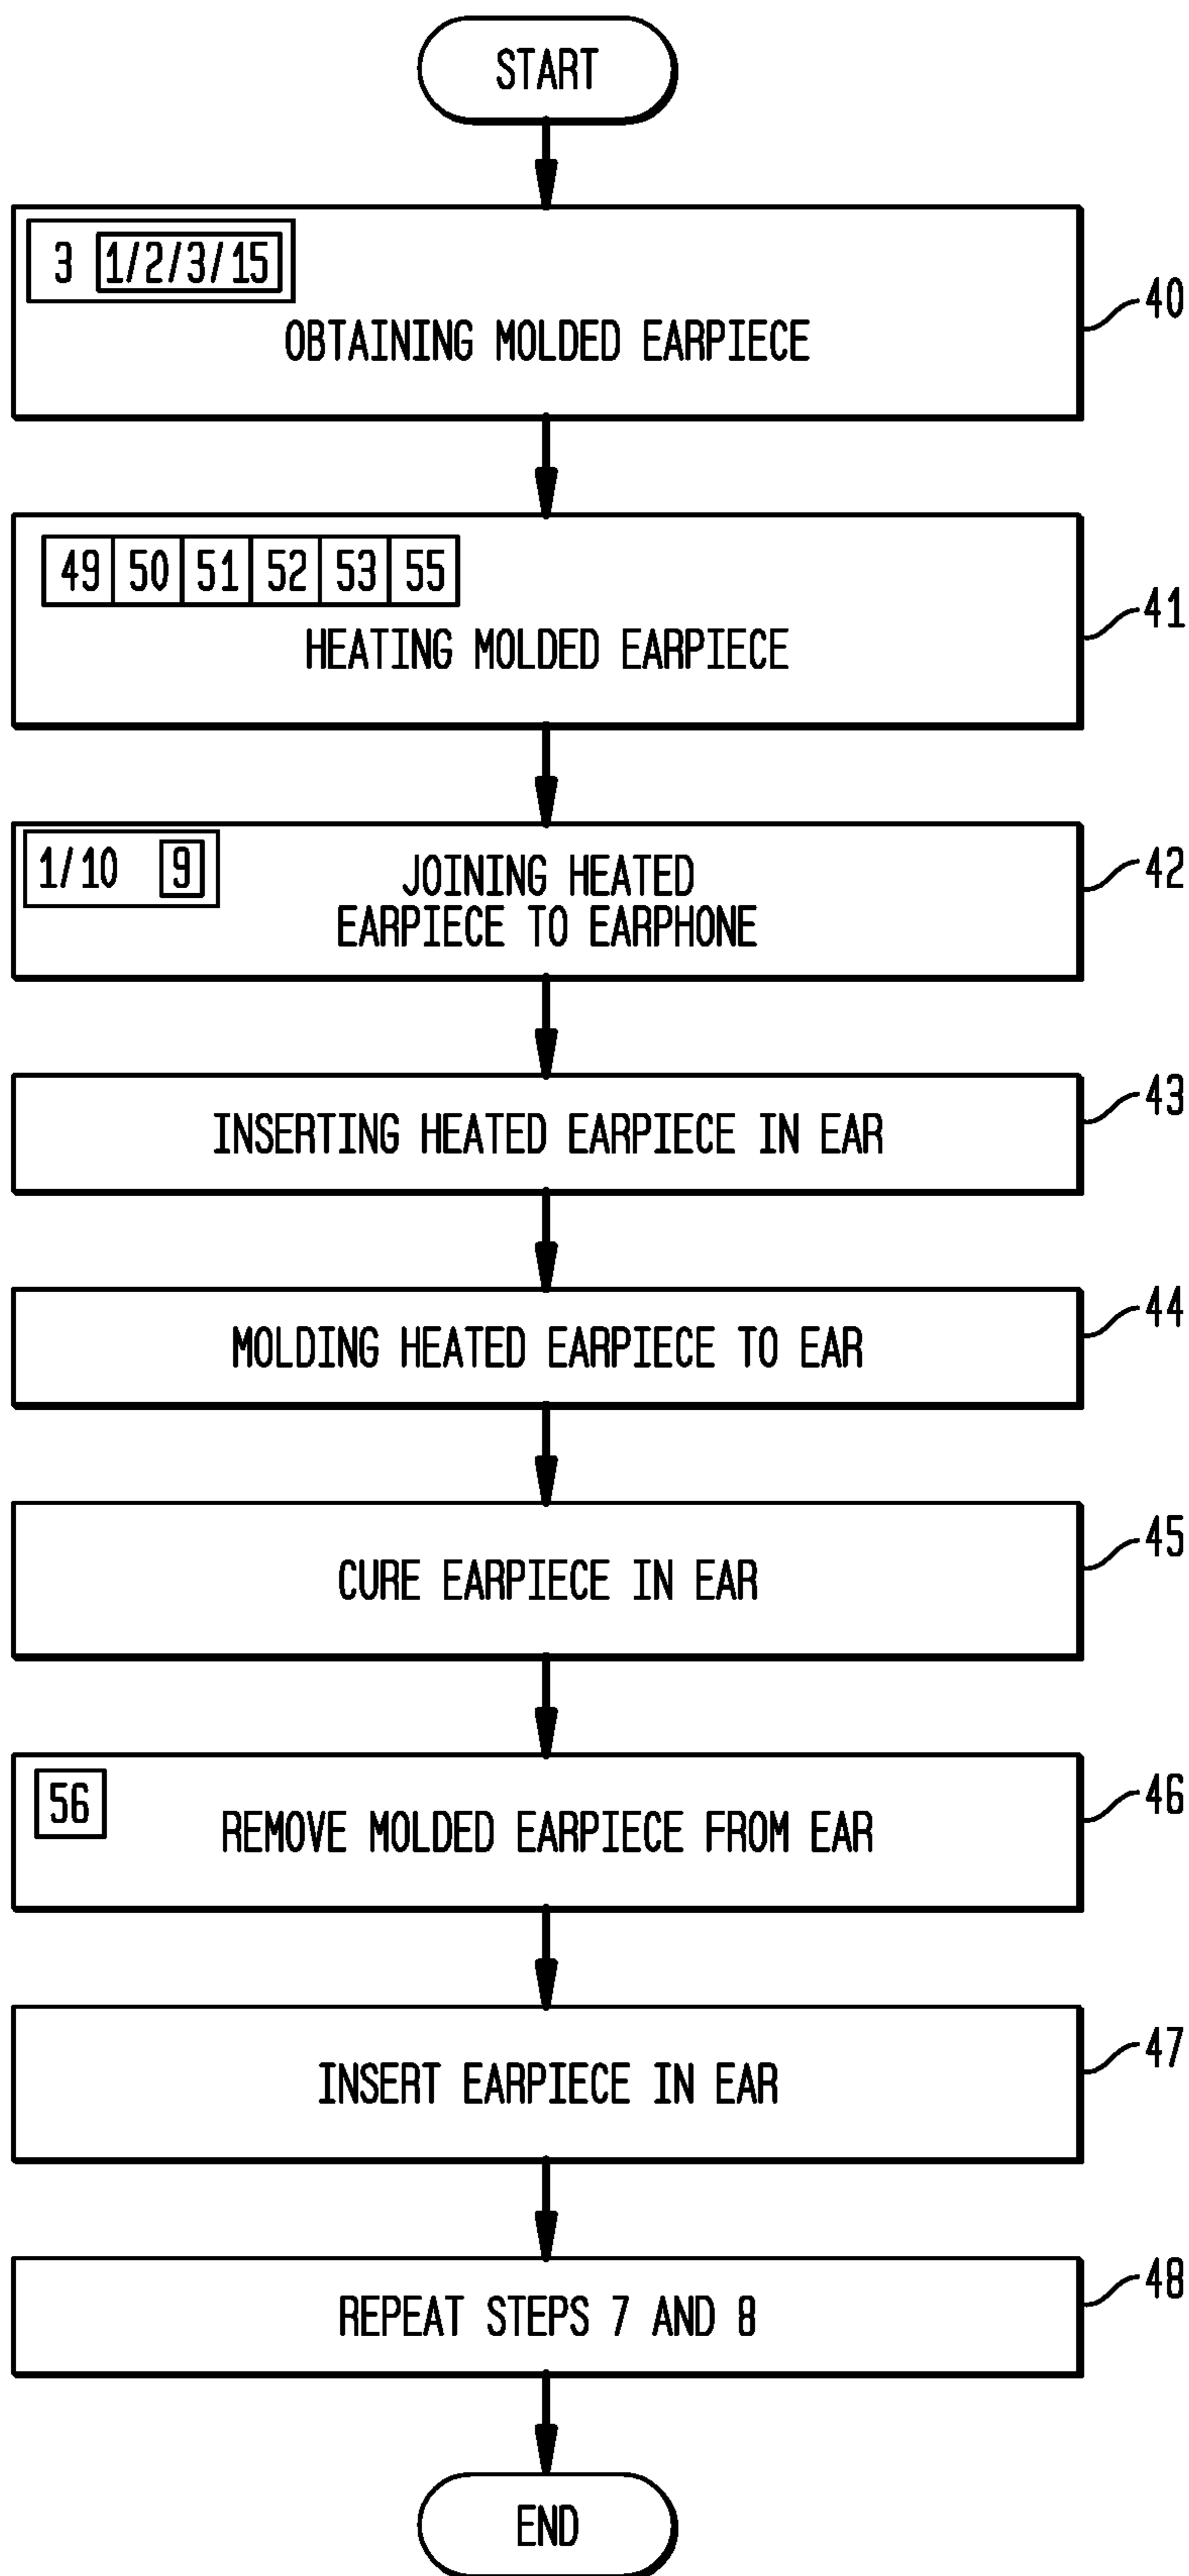 START
3 1/2/3/15
OBTAINING MOLDED EARPIECE
40
49 50 51 52 53 55
HEATING MOLDED EARPIECE
41
1/10 9
JOINING HEATED
EARPIECE TO EARPHONE
42
INSERTING HEATED EARPIECE IN EAR
43
MOLDING HEATED EARPIECE TO EAR
44
CURE EARPIECE IN EAR
45
56
REMOVE MOLDED EARPIECE FROM EAR
46
INSERT EARPIECE IN EAR
47
REPEAT STEPS 7 AND 8
48
END